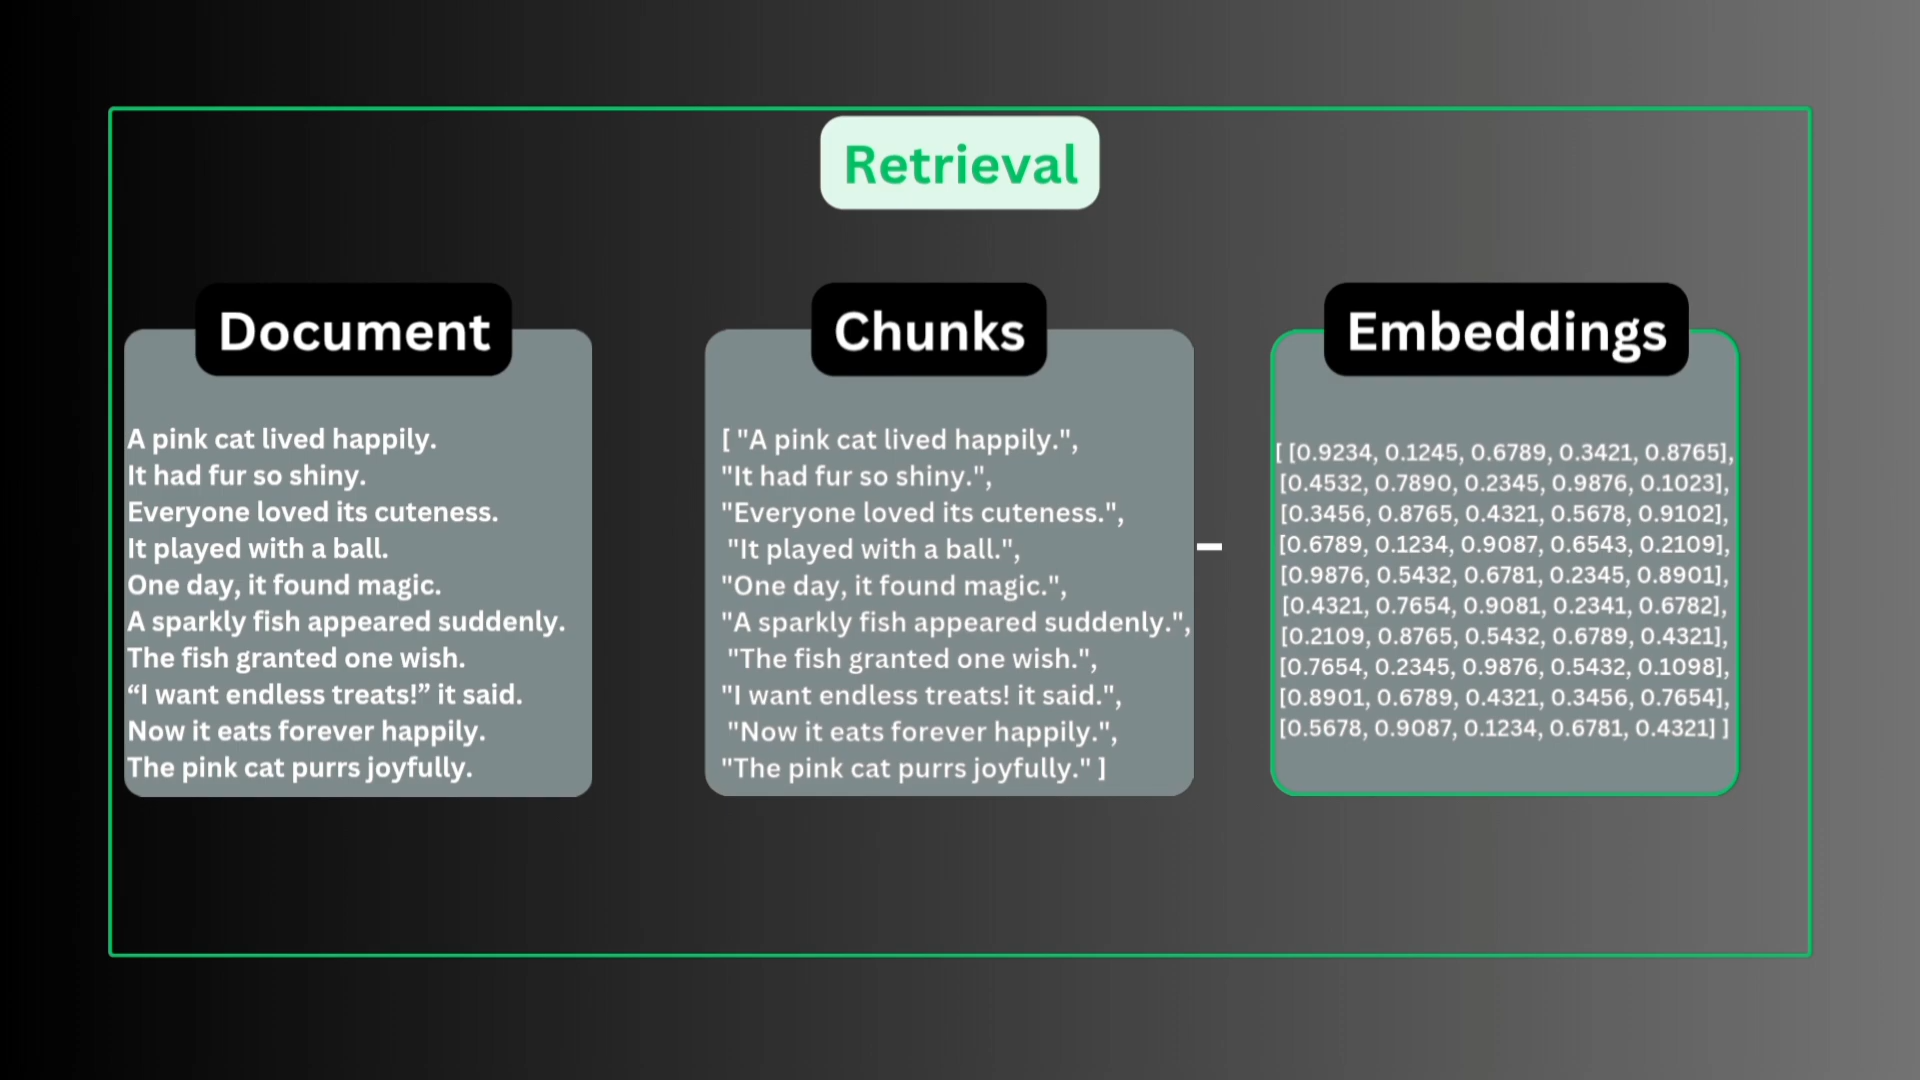 Retrieval
Document
A pink cat lived happily.
It had fur so shiny.
Everyone loved its cuteness.
It played with a ball.
One day, it found magic.
A sparkly fish appeared suddenly.
The fish granted one wish.
“I want endless treats!” it said.
Now it eats forever happily.
The pink cat purrs joyfully.
Chunks
[ "A pink cat lived happily.",
"It had fur so shiny.",
"Everyone loved its cuteness.",
"It played with a ball.",
"One day, it found magic.",
"A sparkly fish appeared suddenly.",
"The fish granted one wish.",
"I want endless treats! it said.",
"Now it eats forever happily.",
"The pink cat purrs joyfully." ]
Embeddings
[ [0.9234, 0.1245, 0.6789, 0.3421, 0.8765],
[0.4532, 0.7890, 0.2345, 0.9876, 0.1023],
[0.3456, 0.8765, 0.4321, 0.5678, 0.9102],
[0.6789, 0.1234, 0.9087, 0.6543, 0.2109],
[0.9876, 0.5432, 0.6781, 0.2345, 0.8901],
[0.4321, 0.7654, 0.9081, 0.2341, 0.6782],
[0.2109, 0.8765, 0.5432, 0.6789, 0.4321],
[0.7654, 0.2345, 0.9876, 0.5432, 0.1098],
[0.8901, 0.6789, 0.4321, 0.3456, 0.7654],
[0.5678, 0.9087, 0.1234, 0.6781, 0.4321] ]